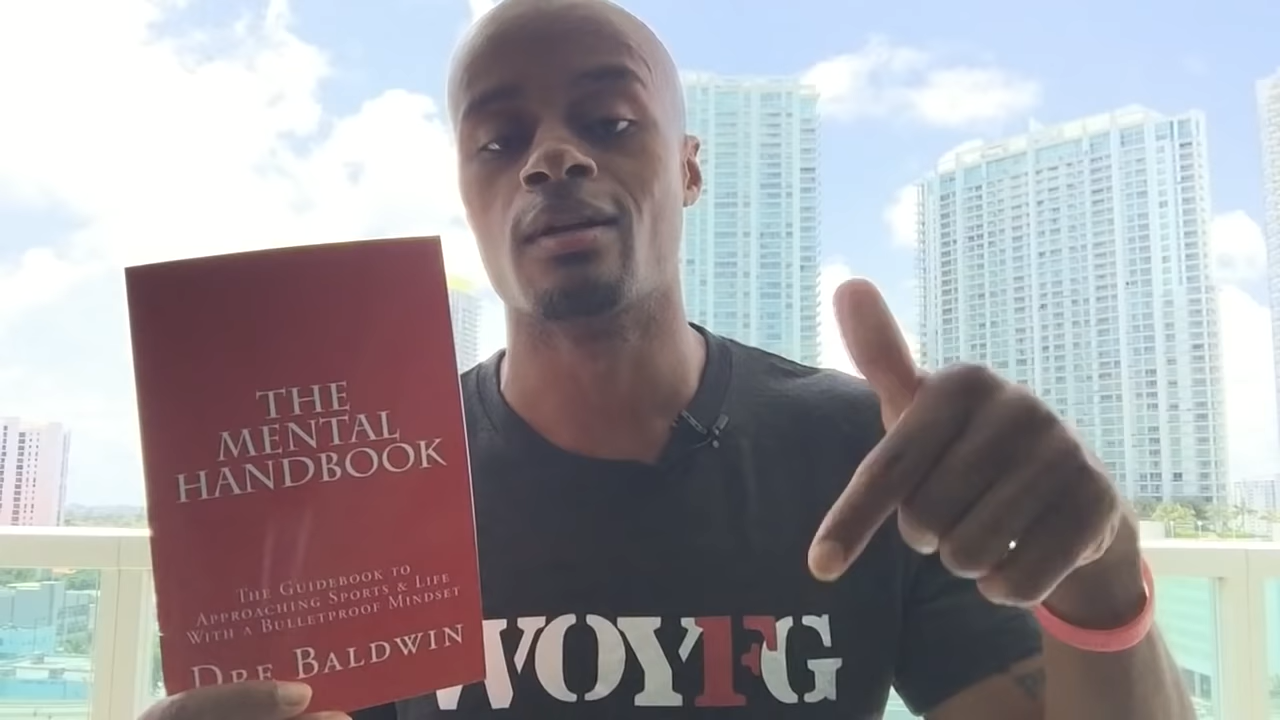 THE
MENTAL
HANDBOOK
THE GUIDEBOOK TO
APPROACHING SPORTS & LIFE
WITH A BULLETPROOF MINDSET
DRE BALDWIN
WOYFG